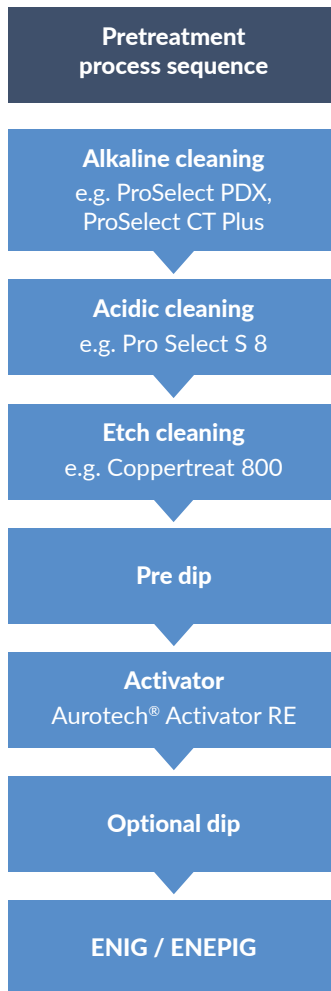 Pretreatment
process sequence
Alkaline cleaning
e.g. ProSelect PDX,
ProSelect CT Plus
Acidic cleaning
e.g. Pro Select S 8
Etch cleaning
e.g. Coppertreat 800
Pre dip
Activator
Aurotech® Activator RE
Optional dip
ENIG / ENEPIG